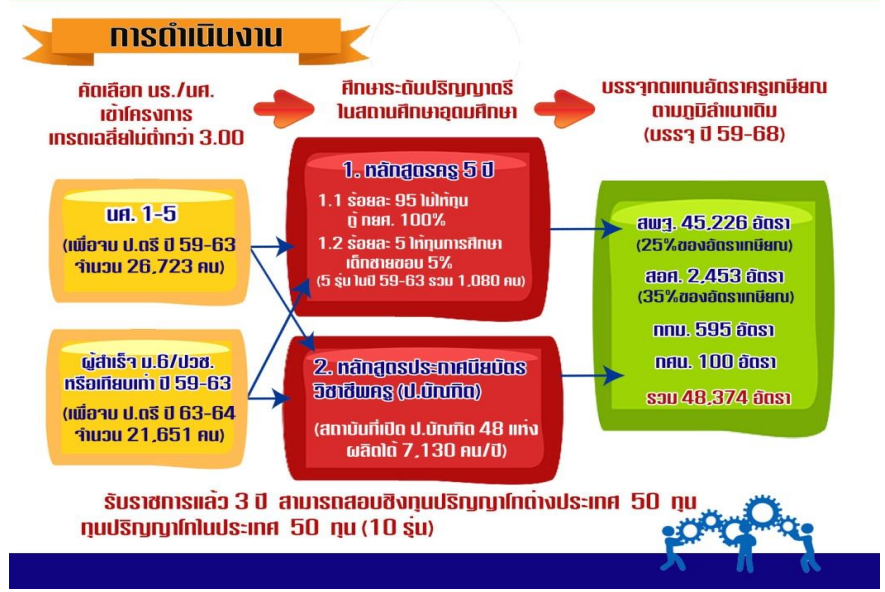 การดำเนินงาน
คัดเลือก นร./นศ.
เข้าโครงการ
เกรดเฉลี่ยไม่ต่ำกว่า 3.00
ศึกษาระดับปริญญาตรี
ในสถานศึกษาอุดมศึกษา
บรรจุทดแทนอัตราครูเกษียณ
ตามภูมิลำเนาเดิม
(บรรจุ ปี 59-68)
นศ. 1-5
(เพื่อจบ ป.ตรี ปี 59-63
จำนวน 26,723 คน)
ผู้สำเร็จ ม.6/ปวช.
หรือเทียบเท่า ปี 59-63
(เพื่อจบ ป.ตรี ปี 63-64
จำนวน 21,651 คน)
1. หลักสูตรครู 5 ปี
1.1 ร้อยละ 95 ไม่ให้ทุน
กู้ กยศ. 100%
1.2 ร้อยละ 5 ให้ทุนการศึกษา
เด็กชายขอบ 5%
(5 รุ่น ในปี 59-63 รวม 1,080 คน)
2. หลักสูตรประกาศนียบัตร
วิชาชีพครู (ป.บัณฑิต)
(สถาบันที่เปิด ป.บัณฑิต 48 แห่ง
ผลิตได้ 7,130 คน/ปี)
สพฐ. 45,226 อัตรา
(25%ของอัตราเกษียณ)
สอศ. 2,453 อัตรา
(35%ของอัตราเกษียณ)
กทม. 595 อัตรา
กศน. 100 อัตรา
รวม 48,374 อัตรา
รับราชการแล้ว 3 ปี สามารถสอบชิงทุนปริญญาโทต่างประเทศ 50 ทุน
ทุนปริญญาโทในประเทศ 50 ทุน (10 รุ่น)